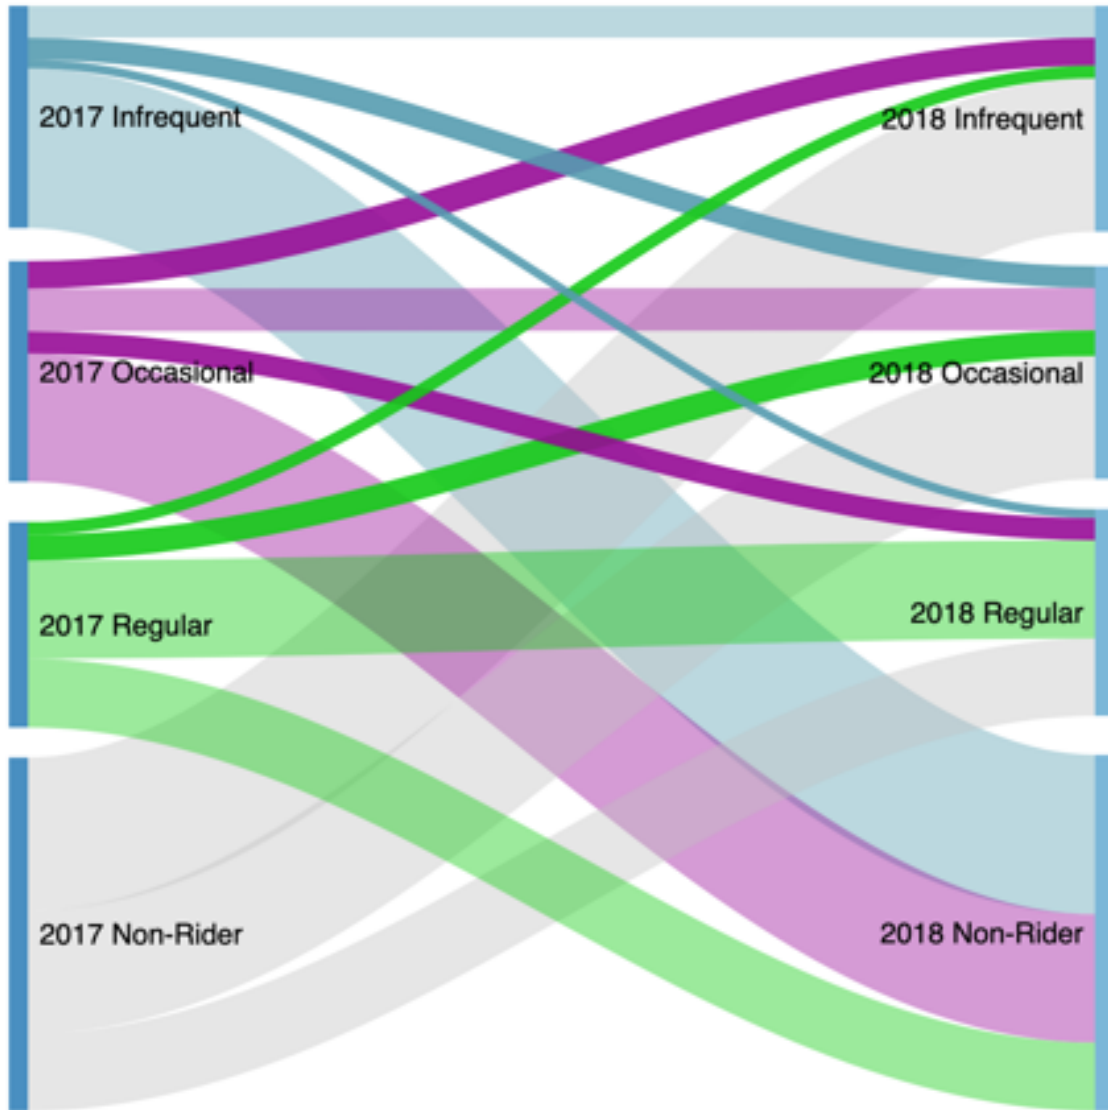 2017 Infrequent
2018 Infrequent
2017 Occasional
2018 Occasional
2017 Regular
2018 Regular
2017 Non-Rider
2018 Non-Rider